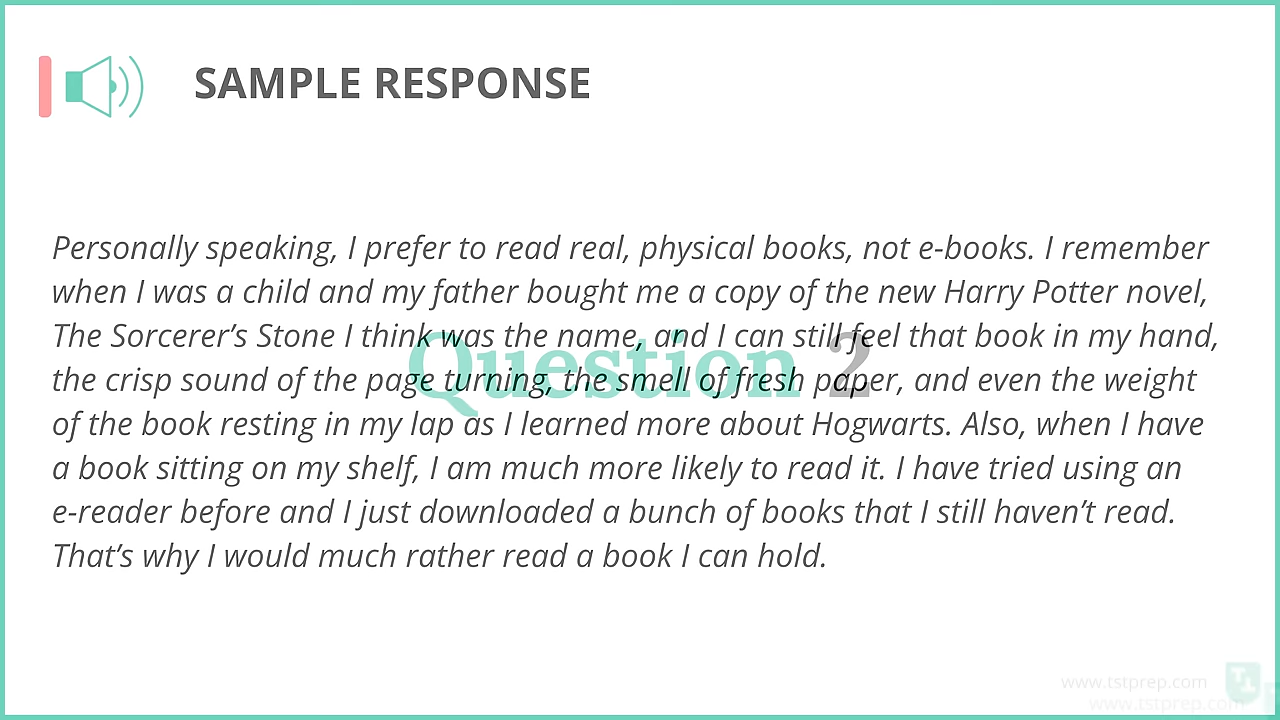 SAMPLE RESPONSE
Personally speaking, I prefer to read real, physical books, not e-books. I remember
when I was a child and my father bought me a copy of the new Harry Potter novel,
The Sorcerer’s Stone I think was the name, and I can still feel that book in my hand,
the crisp sound of the page turning, the smell of fresh paper, and even the weight
of the book resting in my lap as I learned more about Hogwarts. Also, when I have
a book sitting on my shelf, I am much more likely to read it. I have tried using an
e-reader before and I just downloaded a bunch of books that I still haven’t read.
That’s why I would much rather read a book I can hold.
Question 2
www.tstprep.com
www.tstprep.com